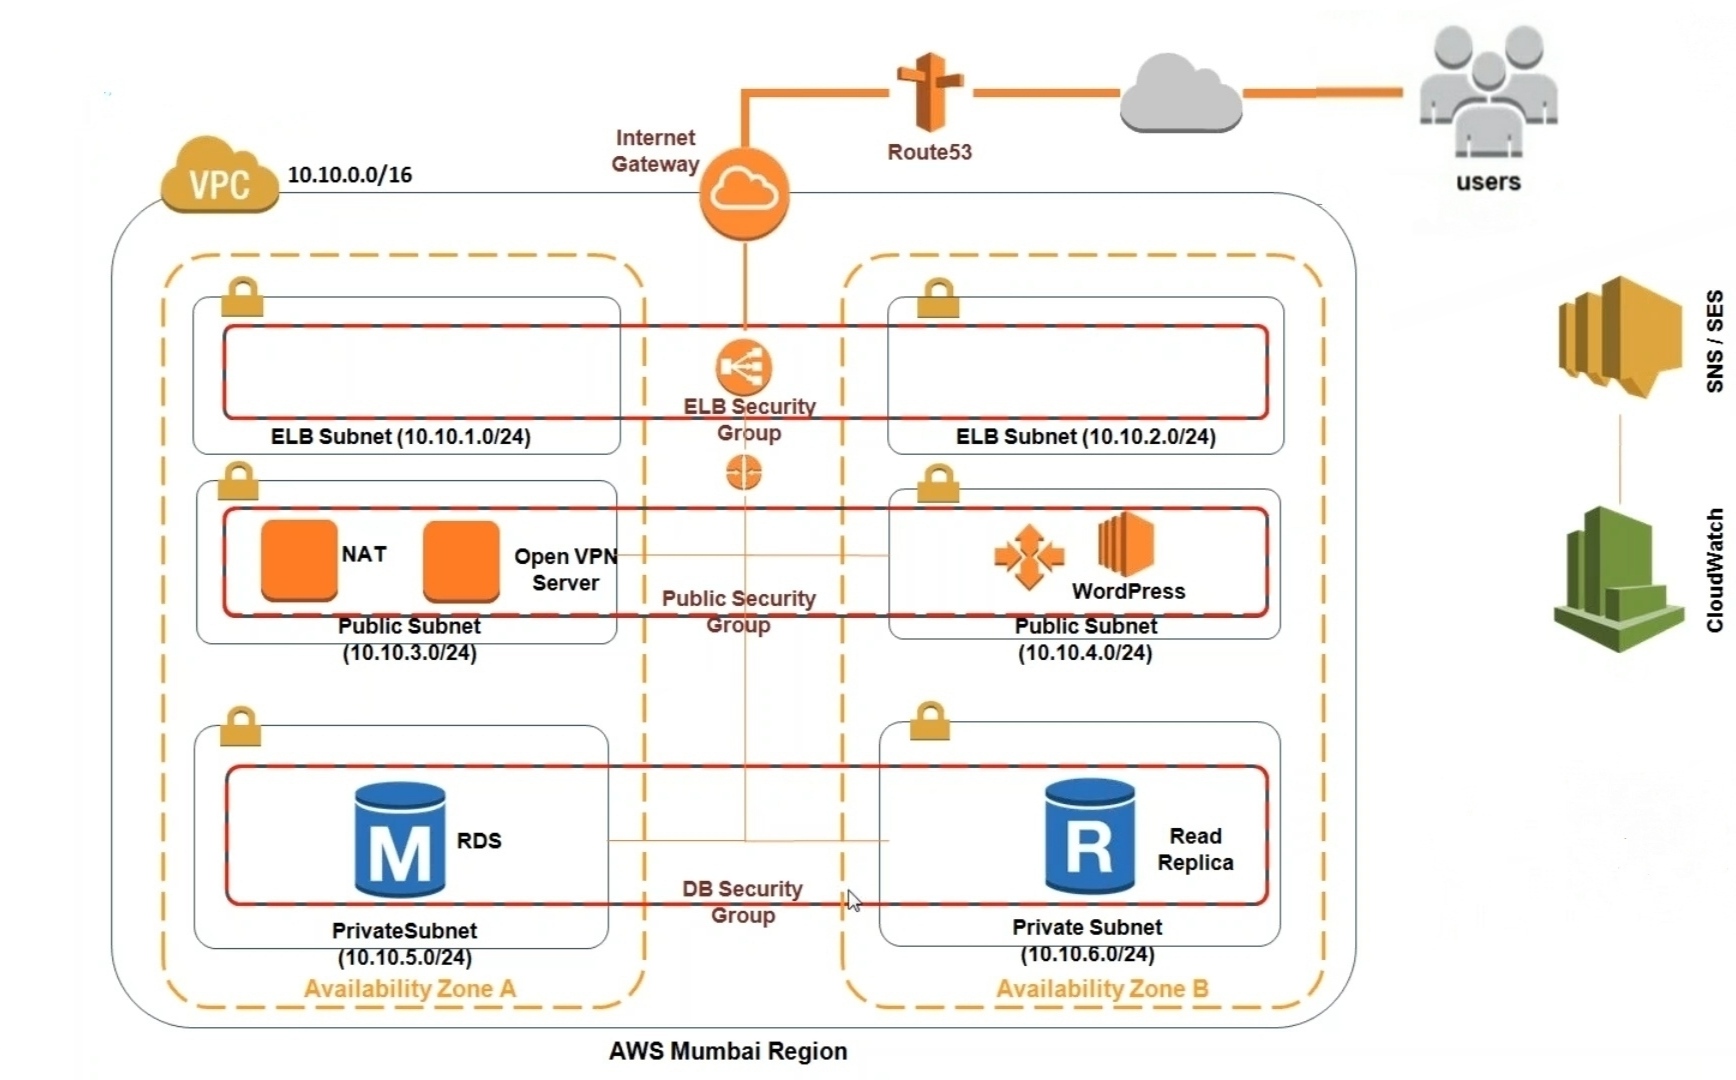 users
Route53
Internet
Gateway
VPC
10.10.0.0/16
ELB Security
Group
ELB Subnet (10.10.1.0/24)
ELB Subnet (10.10.2.0/24)
SNS / SES
NAT
Open VPN
Server
WordPress
Public Security
Group
Public Subnet
(10.10.3.0/24)
Public Subnet
(10.10.4.0/24)
CloudWatch
M
RDS
R
Read
Replica
DB Security
Group
PrivateSubnet
(10.10.5.0/24)
Private Subnet
(10.10.6.0/24)
Availability Zone A
Availability Zone B
AWS Mumbai Region